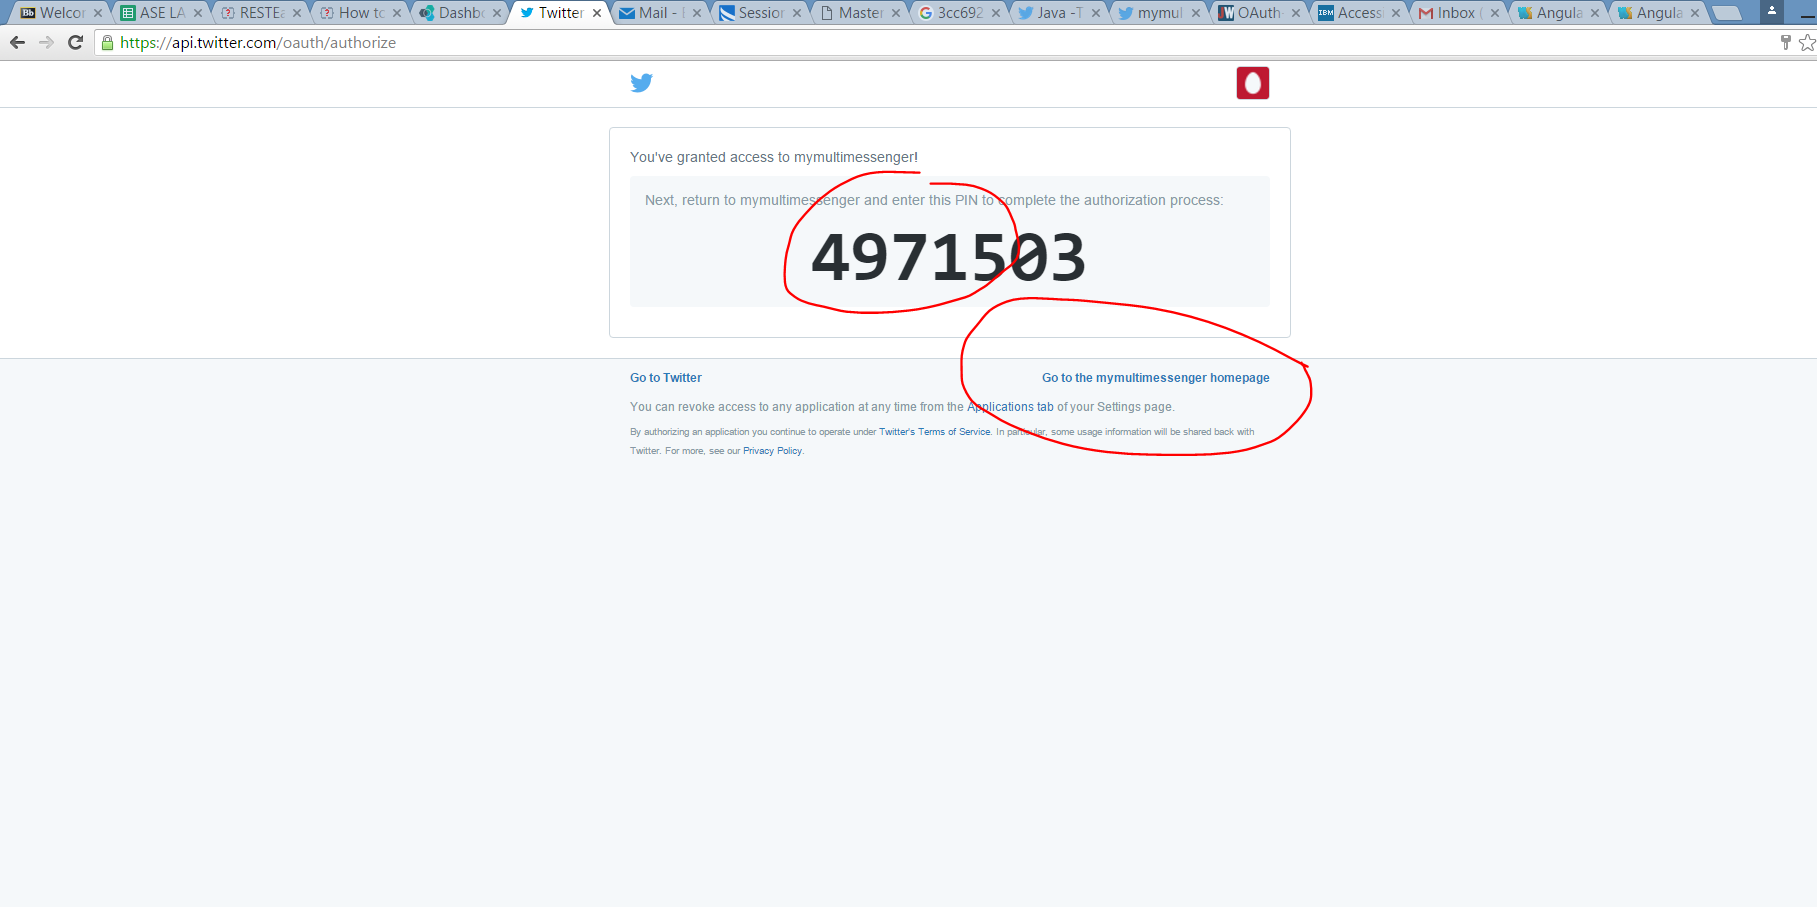 Welcor ASE LA RESTEa How to Dashbo Twitter Mail - Session Master 3cc692 Java -T mymul OAuth- Access Inbox ( Angula Angula
https://api.twitter.com/oauth/authorize
You've granted access to mymultimessenger!
Next, return to mymultimessenger and enter this PIN to complete the authorization process:
4971503
Go to Twitter Go to the mymultimessenger homepage
You can revoke access to any application at any time from the Applications tab of your Settings page.
By authorizing an application you continue to operate under Twitter's Terms of Service. In particular, some usage information will be shared back with
Twitter. For more, see our Privacy Policy.